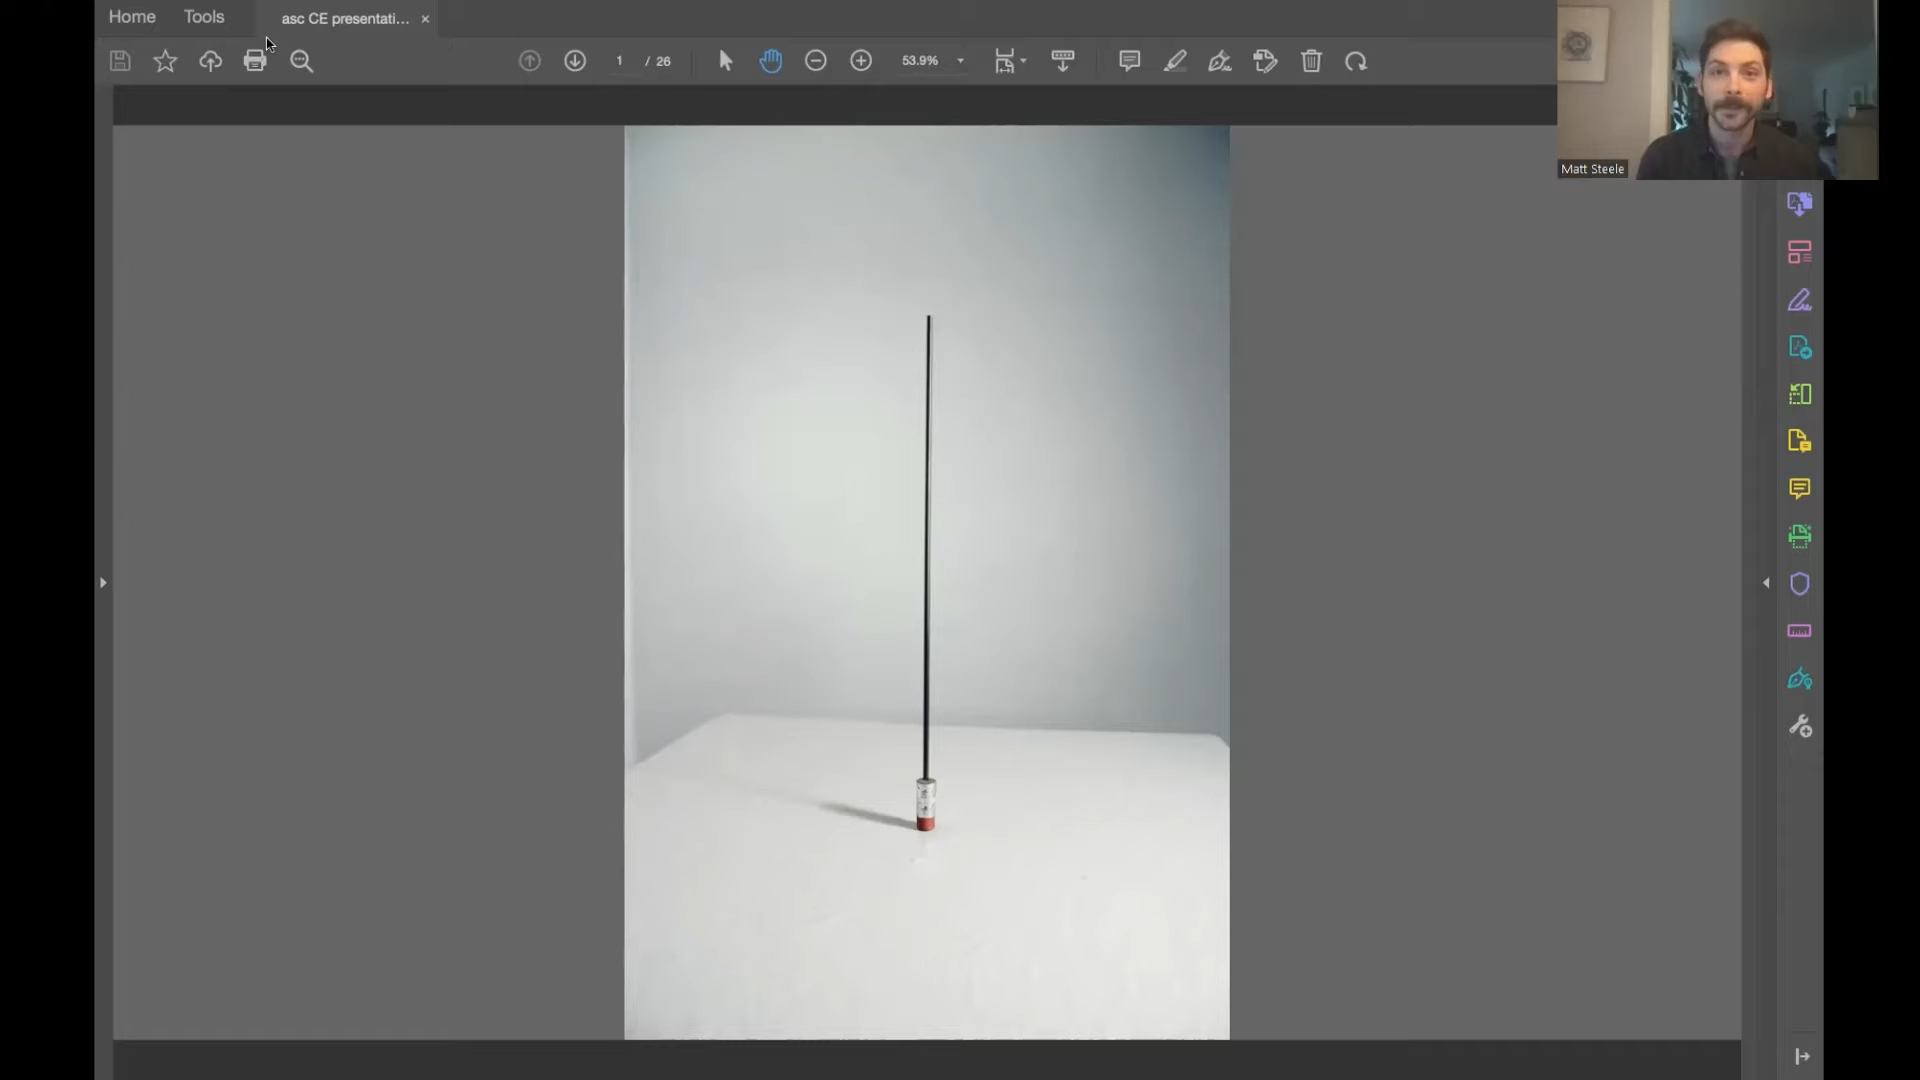 Home
Tools
asc CE presentati...
1 / 26
53.9%
Matt Steele